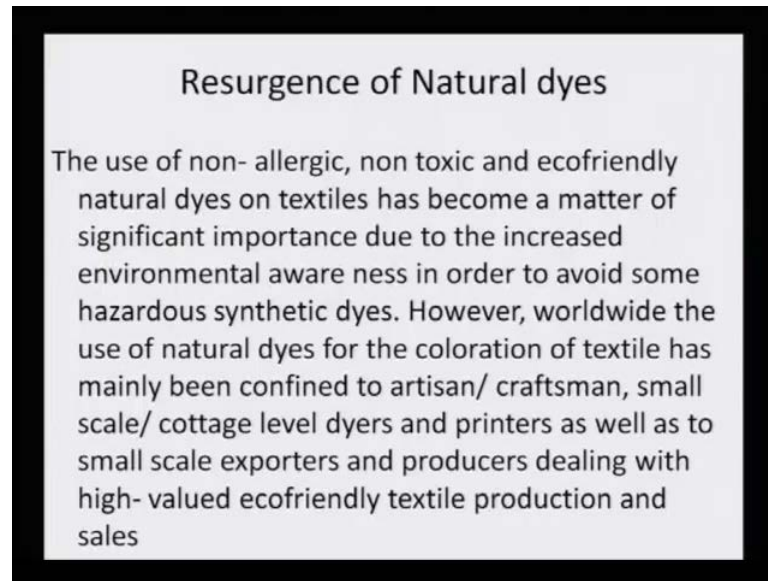 Resurgence of Natural dyes
The use of non- allergic, non toxic and ecofriendly
natural dyes on textiles has become a matter of
significant importance due to the increased
environmental aware ness in order to avoid some
hazardous synthetic dyes. However, worldwide the
use of natural dyes for the coloration of textile has
mainly been confined to artisan/ craftsman, small
scale/ cottage level dyers and printers as well as to
small scale exporters and producers dealing with
high- valued ecofriendly textile production and
sales